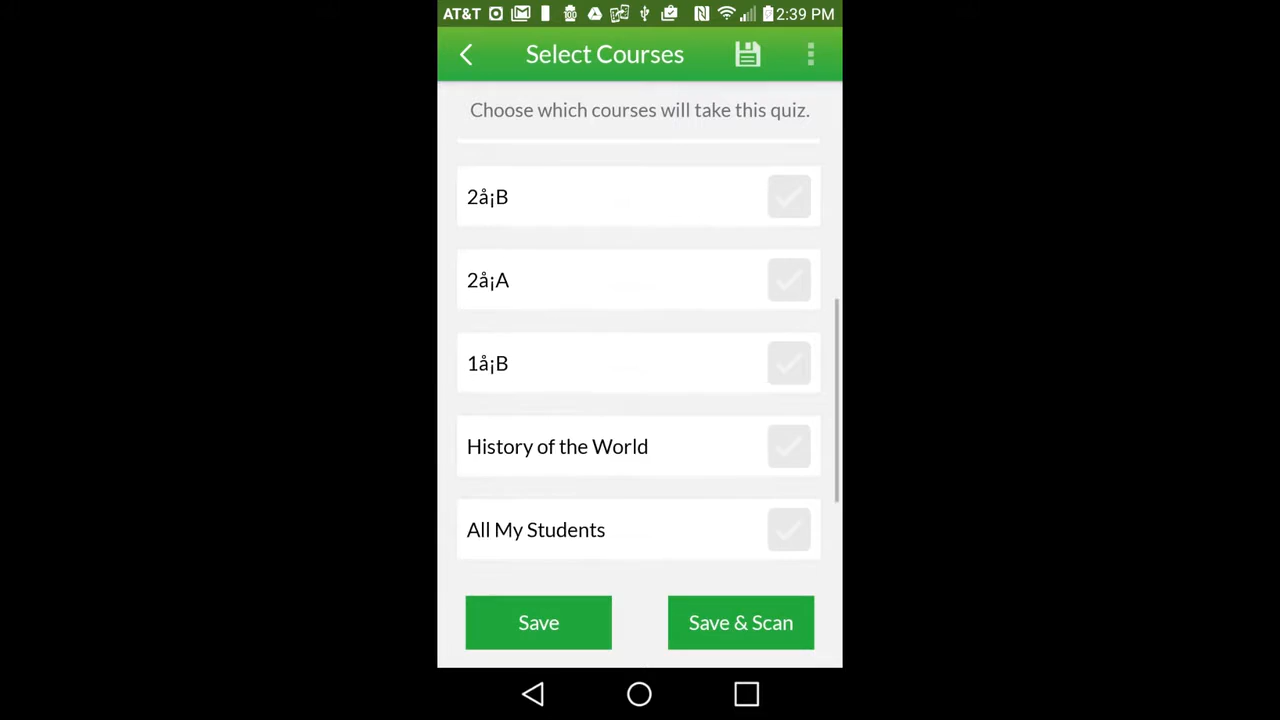 AT&T 2:39 PM
Select Courses
Choose which courses will take this quiz.
2å¡B
2å¡A
1å¡B
History of the World
All My Students
Save Save & Scan